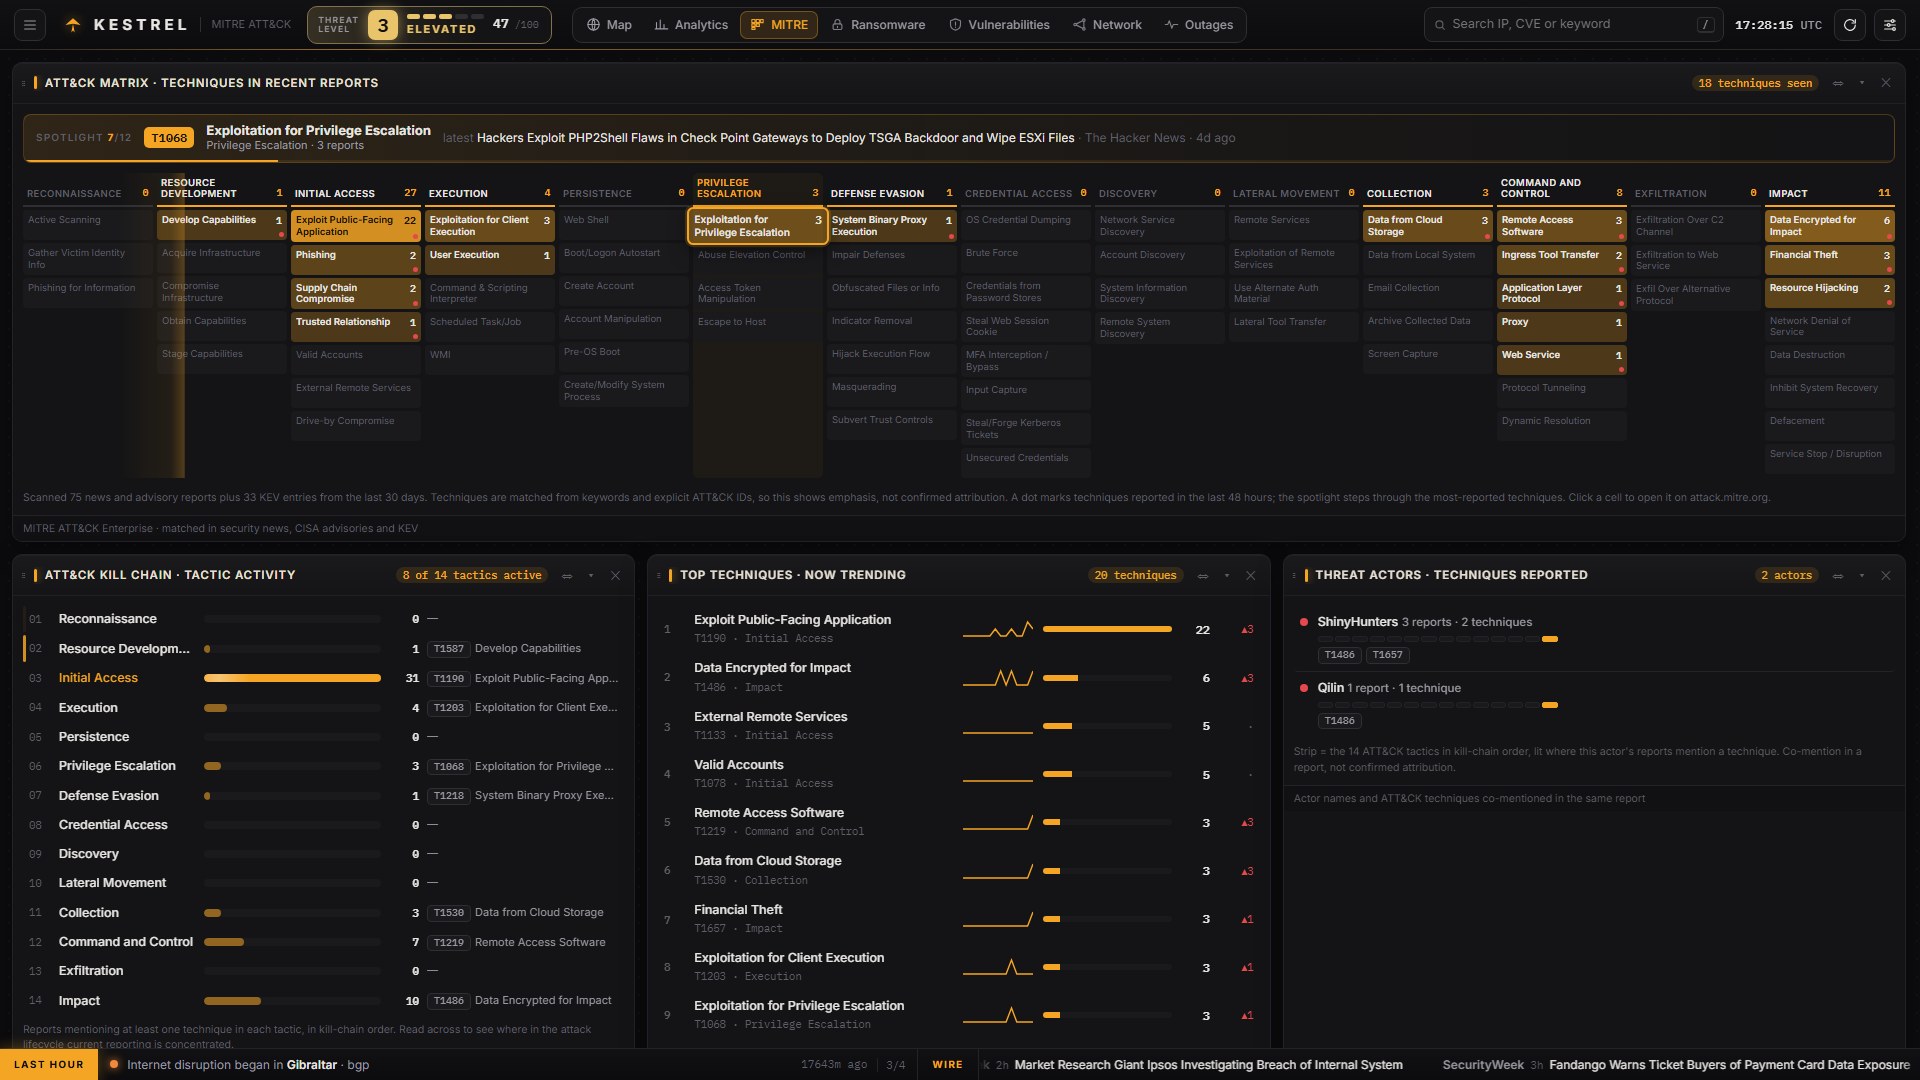 KESTREL
MITRE ATT&CK
THREAT LEVEL
3
ELEVATED
47 /100
Map
Analytics
MITRE
Ransomware
Vulnerabilities
Network
Outages
Search IP, CVE or keyword
/
17:28:15 UTC
ATT&CK MATRIX · TECHNIQUES IN RECENT REPORTS
18 techniques seen
SPOTLIGHT 7/12
T1068
Exploitation for Privilege Escalation
Privilege Escalation · 3 reports
latest Hackers Exploit PHP2Shell Flaws in Check Point Gateways to Deploy TSGA Backdoor and Wipe ESXi Files · The Hacker News · 4d ago
RECONNAISSANCE 0
Active Scanning
Gather Victim Identity Info
Phishing for Information
RESOURCE DEVELOPMENT 1
Develop Capabilities 1
Acquire Infrastructure
Compromise Infrastructure
Obtain Capabilities
Stage Capabilities
INITIAL ACCESS 27
Exploit Public-Facing Application 22
Phishing 2
Supply Chain Compromise 2
Trusted Relationship 1
Valid Accounts
External Remote Services
Drive-by Compromise
EXECUTION 4
Exploitation for Client Execution 3
User Execution 1
Command & Scripting Interpreter
Scheduled Task/Job
WMI
PERSISTENCE 0
Web Shell
Boot/Logon Autostart
Create Account
Account Manipulation
Pre-OS Boot
Create/Modify System Process
PRIVILEGE ESCALATION 3
Exploitation for Privilege Escalation 3
Abuse Elevation Control
Access Token Manipulation
Escape to Host
DEFENSE EVASION 1
System Binary Proxy Execution 1
Impair Defenses
Obfuscated Files or Info
Indicator Removal
Hijack Execution Flow
Masquerading
Subvert Trust Controls
CREDENTIAL ACCESS 0
OS Credential Dumping
Brute Force
Credentials from Password Stores
Steal Web Session Cookie
MFA Interception / Bypass
Input Capture
Steal/Forge Kerberos Tickets
Unsecured Credentials
DISCOVERY 0
Network Service Discovery
Account Discovery
System Information Discovery
Remote System Discovery
LATERAL MOVEMENT 0
Remote Services
Exploitation of Remote Services
Use Alternate Auth Material
Lateral Tool Transfer
COLLECTION 3
Data from Cloud Storage 3
Data from Local System
Email Collection
Archive Collected Data
Screen Capture
COMMAND AND CONTROL 8
Remote Access Software 3
Ingress Tool Transfer 2
Application Layer Protocol 1
Proxy 1
Web Service 1
Protocol Tunneling
Dynamic Resolution
EXFILTRATION 0
Exfiltration Over C2 Channel
Exfiltration to Web Service
Exfil Over Alternative Protocol
IMPACT 11
Data Encrypted for Impact 6
Financial Theft 3
Resource Hijacking 2
Network Denial of Service
Data Destruction
Inhibit System Recovery
Defacement
Service Stop / Disruption
Scanned 75 news and advisory reports plus 33 KEV entries from the last 30 days. Techniques are matched from keywords and explicit ATT&CK IDs, so this shows emphasis, not confirmed attribution. A dot marks techniques reported in the last 48 hours; the spotlight steps through the most-reported techniques. Click a cell to open it on attack.mitre.org.
MITRE ATT&CK Enterprise · matched in security news, CISA advisories and KEV
ATT&CK KILL CHAIN · TACTIC ACTIVITY
8 of 14 tactics active
01 Reconnaissance 0 —
02 Resource Developm... 1 T1587 Develop Capabilities
03 Initial Access 31 T1190 Exploit Public-Facing App...
04 Execution 4 T1203 Exploitation for Client Exe...
05 Persistence 0 —
06 Privilege Escalation 3 T1068 Exploitation for Privilege ...
07 Defense Evasion 1 T1218 System Binary Proxy Exe...
08 Credential Access 0 —
09 Discovery 0 —
10 Lateral Movement 0 —
11 Collection 3 T1530 Data from Cloud Storage
12 Command and Control 7 T1219 Remote Access Software
13 Exfiltration 0 —
14 Impact 10 T1486 Data Encrypted for Impact
Reports mentioning at least one technique in each tactic, in kill-chain order. Read across to see where in the attack
lifecycle current reporting is concentrated.
TOP TECHNIQUES · NOW TRENDING
20 techniques
1 Exploit Public-Facing Application 22 ▲3
T1190 · Initial Access
2 Data Encrypted for Impact 6 ▲3
T1486 · Impact
3 External Remote Services 5 ·
T1133 · Initial Access
4 Valid Accounts 5 ·
T1078 · Initial Access
5 Remote Access Software 3 ▲3
T1219 · Command and Control
6 Data from Cloud Storage 3 ▲3
T1530 · Collection
7 Financial Theft 3 ▲1
T1657 · Impact
8 Exploitation for Client Execution 3 ▲1
T1203 · Execution
9 Exploitation for Privilege Escalation 3 ▲1
T1068 · Privilege Escalation
THREAT ACTORS · TECHNIQUES REPORTED
2 actors
ShinyHunters 3 reports · 2 techniques
T1486 T1657
Qilin 1 report · 1 technique
T1486
Strip = the 14 ATT&CK tactics in kill-chain order, lit where this actor's reports mention a technique. Co-mention in a
report, not confirmed attribution.
Actor names and ATT&CK techniques co-mentioned in the same report
LAST HOUR
Internet disruption began in Gibraltar · bgp
17643m ago
3/4
WIRE
k 2h Market Research Giant Ipsos Investigating Breach of Internal System
SecurityWeek 3h Fandango Warns Ticket Buyers of Payment Card Data Exposure